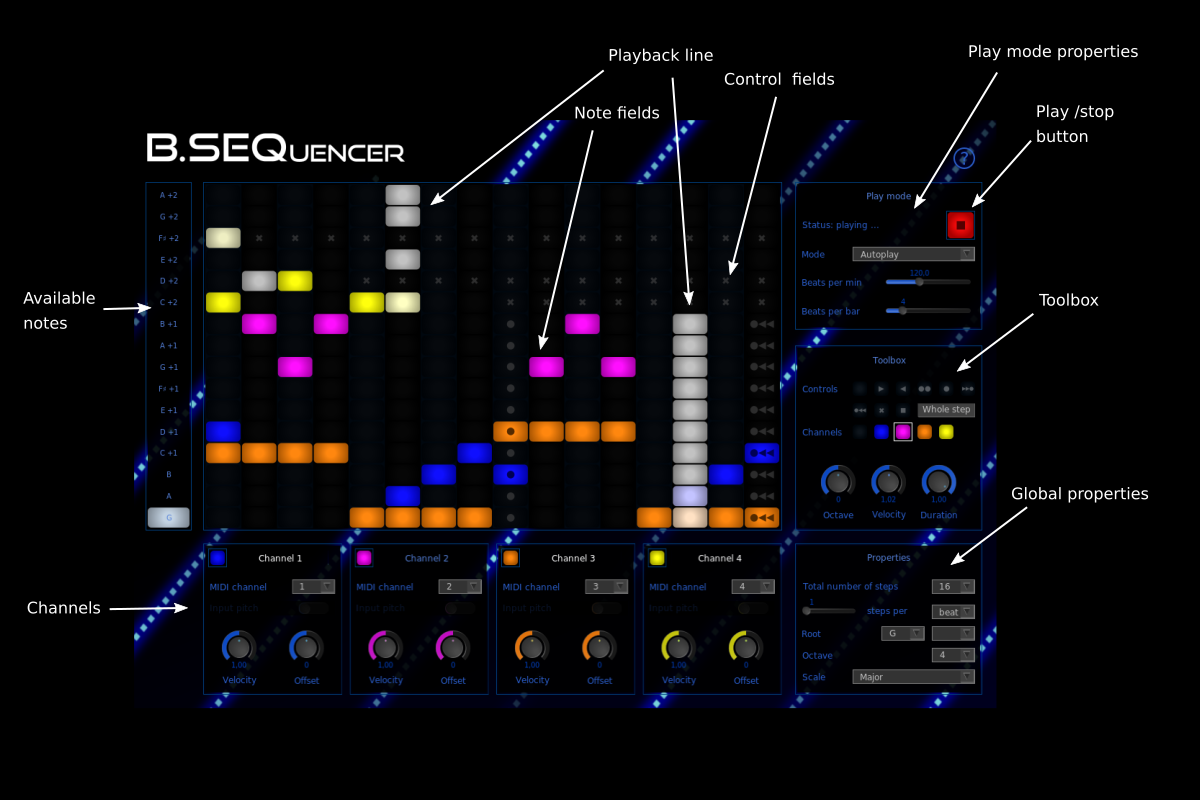 Playback line
Play mode properties
Control fields
Note fields
Play /stop
button
B.SEQUENCER
?
A +2
G +2
F♯ +2
E +2
D +2
C +2
B +1
A +1
G +1
F♯ +1
E +1
D +1
C +1
B
A
G
Available
notes
Play mode
Status: playing ...
Mode Autoplay
120.0
Beats per min
4
Beats per bar
Toolbox
Toolbox
Controls
Whole step
Channels
0 1.02 1.00
Octave Velocity Duration
Global properties
Channels
Channel 1
MIDI channel 1
Input pitch
1.00 0
Velocity Offset
Channel 2
MIDI channel 2
Input pitch
1.00 0
Velocity Offset
Channel 3
MIDI channel 3
Input pitch
1.00 0
Velocity Offset
Channel 4
MIDI channel 4
Input pitch
1.00 0
Velocity Offset
Properties
Total number of steps 16
1
steps per beat
Root G
Octave 4
Scale Major